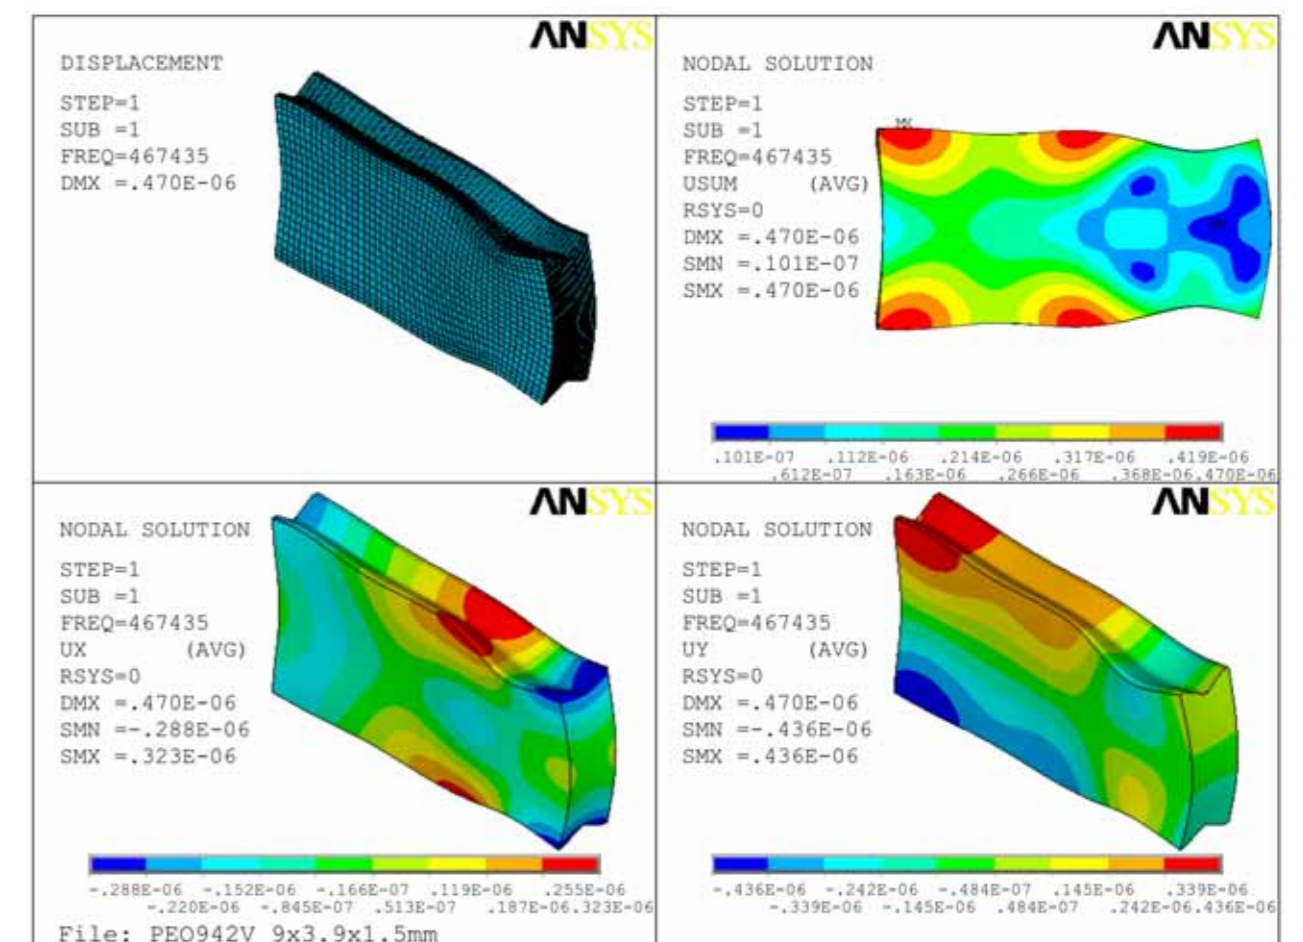 ANSYS
DISPLACEMENT
STEP=1
SUB =1
FREQ=467435
DMX =.470E-06
ANSYS
NODAL SOLUTION
STEP=1
SUB =1
FREQ=467435
USUM (AVG)
RSYS=0
DMX =.470E-06
SMN =.101E-07
SMX =.470E-06
MX
.101E-07 .112E-06 .214E-06 .317E-06 .419E-06
.612E-07 .163E-06 .266E-06 .368E-06 .470E-06
ANSYS
NODAL SOLUTION
STEP=1
SUB =1
FREQ=467435
UX (AVG)
RSYS=0
DMX =.470E-06
SMN =-.288E-06
SMX =.323E-06
-.288E-06 -.152E-06 -.166E-07 .119E-06 .255E-06
-.220E-06 -.845E-07 .513E-07 .187E-06 .323E-06
File: PEO942V 9x3.9x1.5mm
ANSYS
NODAL SOLUTION
STEP=1
SUB =1
FREQ=467435
UY (AVG)
RSYS=0
DMX =.470E-06
SMN =-.436E-06
SMX =.436E-06
-.436E-06 -.242E-06 -.484E-07 .145E-06 .339E-06
-.339E-06 -.145E-06 .484E-07 .242E-06 .436E-06